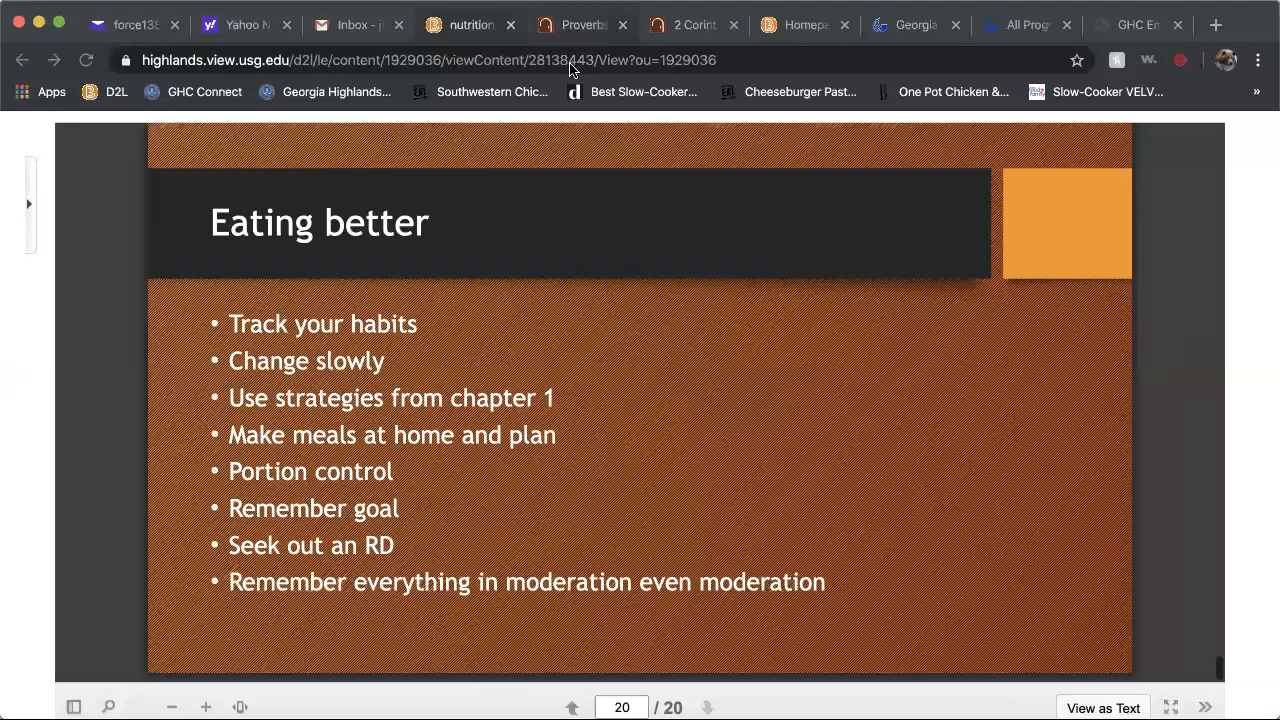 force138
Yahoo N
Inbox - j
nutrition
Proverbs
2 Corint
Homepa
Georgia
All Prog
GHC Em
highlands.view.usg.edu/d2l/le/content/1929036/viewContent/28138443/View?ou=1929036
Apps
D2L
GHC Connect
Georgia Highlands...
Southwestern Chic...
Best Slow-Cooker...
Cheeseburger Past...
One Pot Chicken &...
Slow-Cooker VELV...
»
Eating better
• Track your habits
• Change slowly
• Use strategies from chapter 1
• Make meals at home and plan
• Portion control
• Remember goal
• Seek out an RD
• Remember everything in moderation even moderation
20 / 20
View as Text